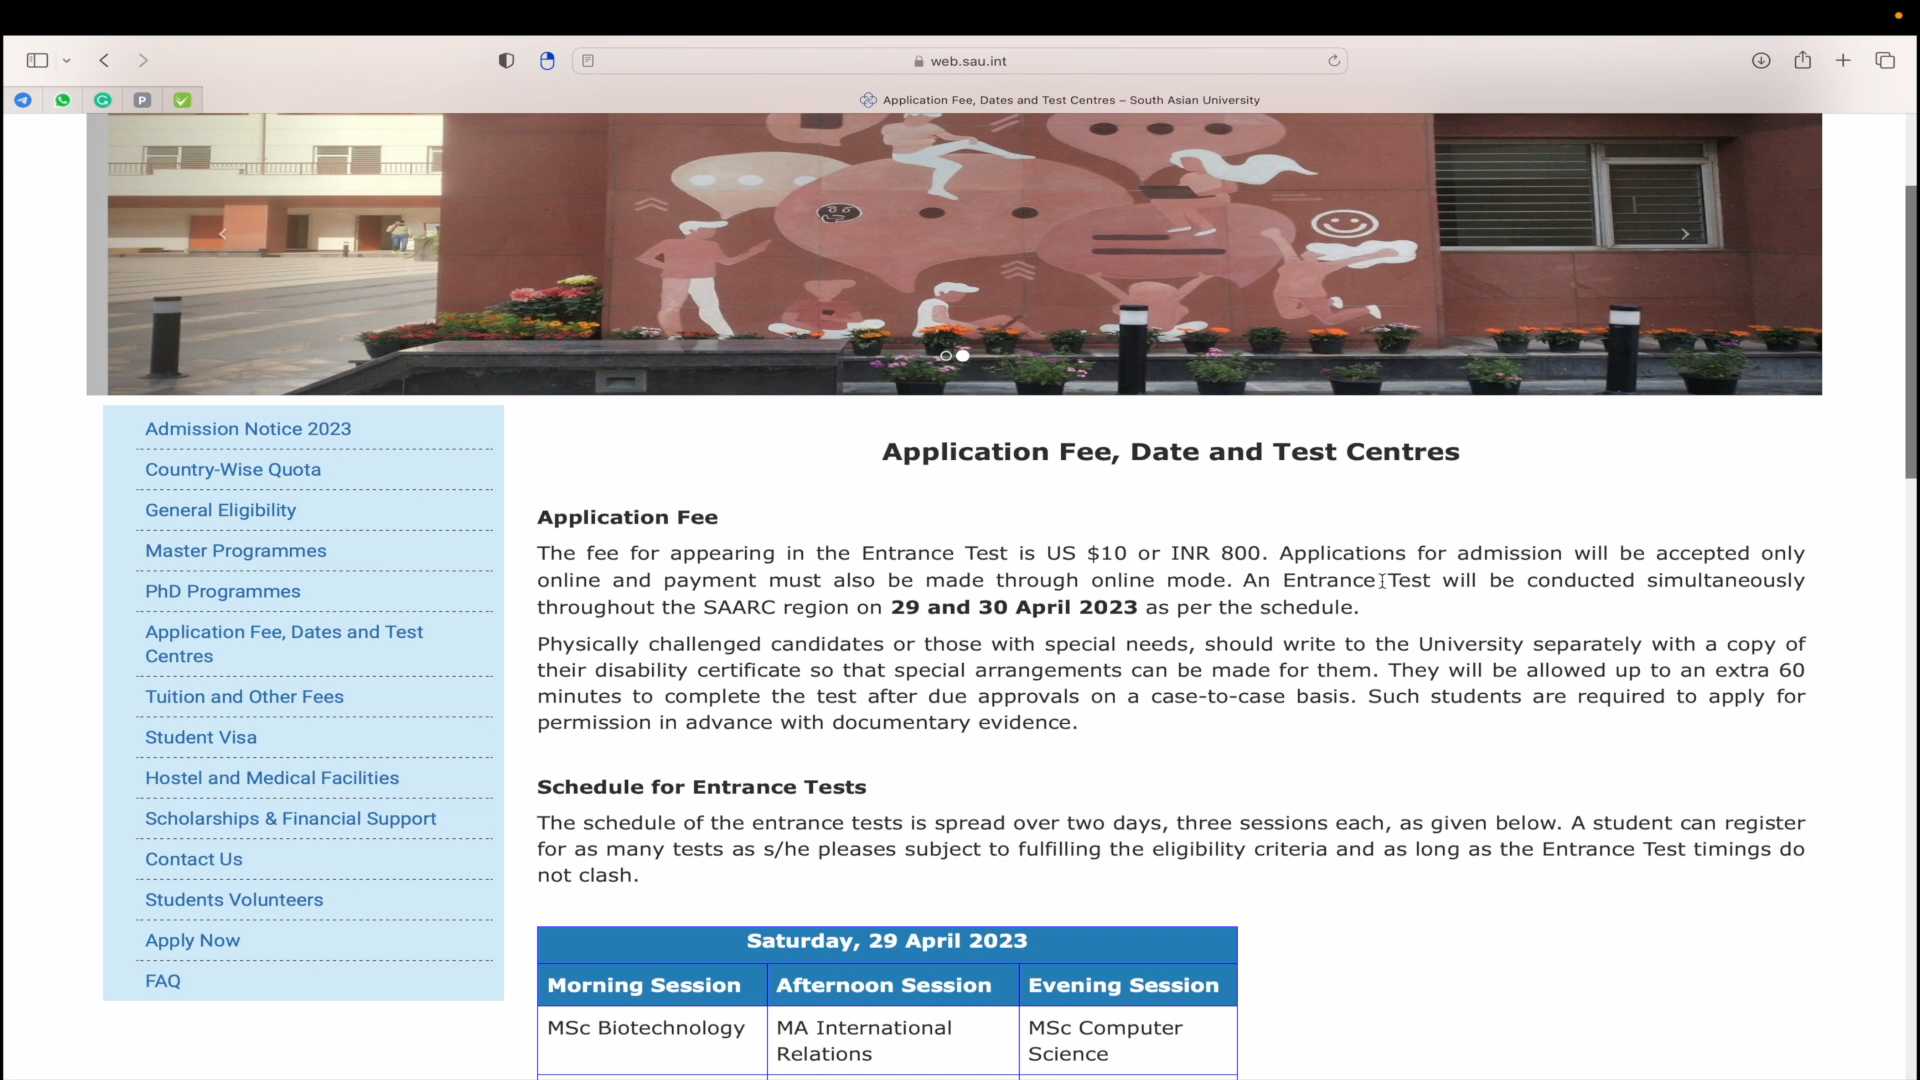 web.sau.int
P
Application Fee, Dates and Test Centres – South Asian University
Admission Notice 2023
Country-Wise Quota
General Eligibility
Master Programmes
PhD Programmes
Application Fee, Dates and Test
Centres
Tuition and Other Fees
Student Visa
Hostel and Medical Facilities
Scholarships & Financial Support
Contact Us
Students Volunteers
Apply Now
FAQ
Application Fee, Date and Test Centres
Application Fee
The fee for appearing in the Entrance Test is US $10 or INR 800. Applications for admission will be accepted only
online and payment must also be made through online mode. An Entrance Test will be conducted simultaneously
throughout the SAARC region on 29 and 30 April 2023 as per the schedule.
Physically challenged candidates or those with special needs, should write to the University separately with a copy of
their disability certificate so that special arrangements can be made for them. They will be allowed up to an extra 60
minutes to complete the test after due approvals on a case-to-case basis. Such students are required to apply for
permission in advance with documentary evidence.
Schedule for Entrance Tests
The schedule of the entrance tests is spread over two days, three sessions each, as given below. A student can register
for as many tests as s/he pleases subject to fulfilling the eligibility criteria and as long as the Entrance Test timings do
not clash.
Saturday, 29 April 2023
Morning Session Afternoon Session Evening Session
MSc Biotechnology MA International MSc Computer
Relations Science